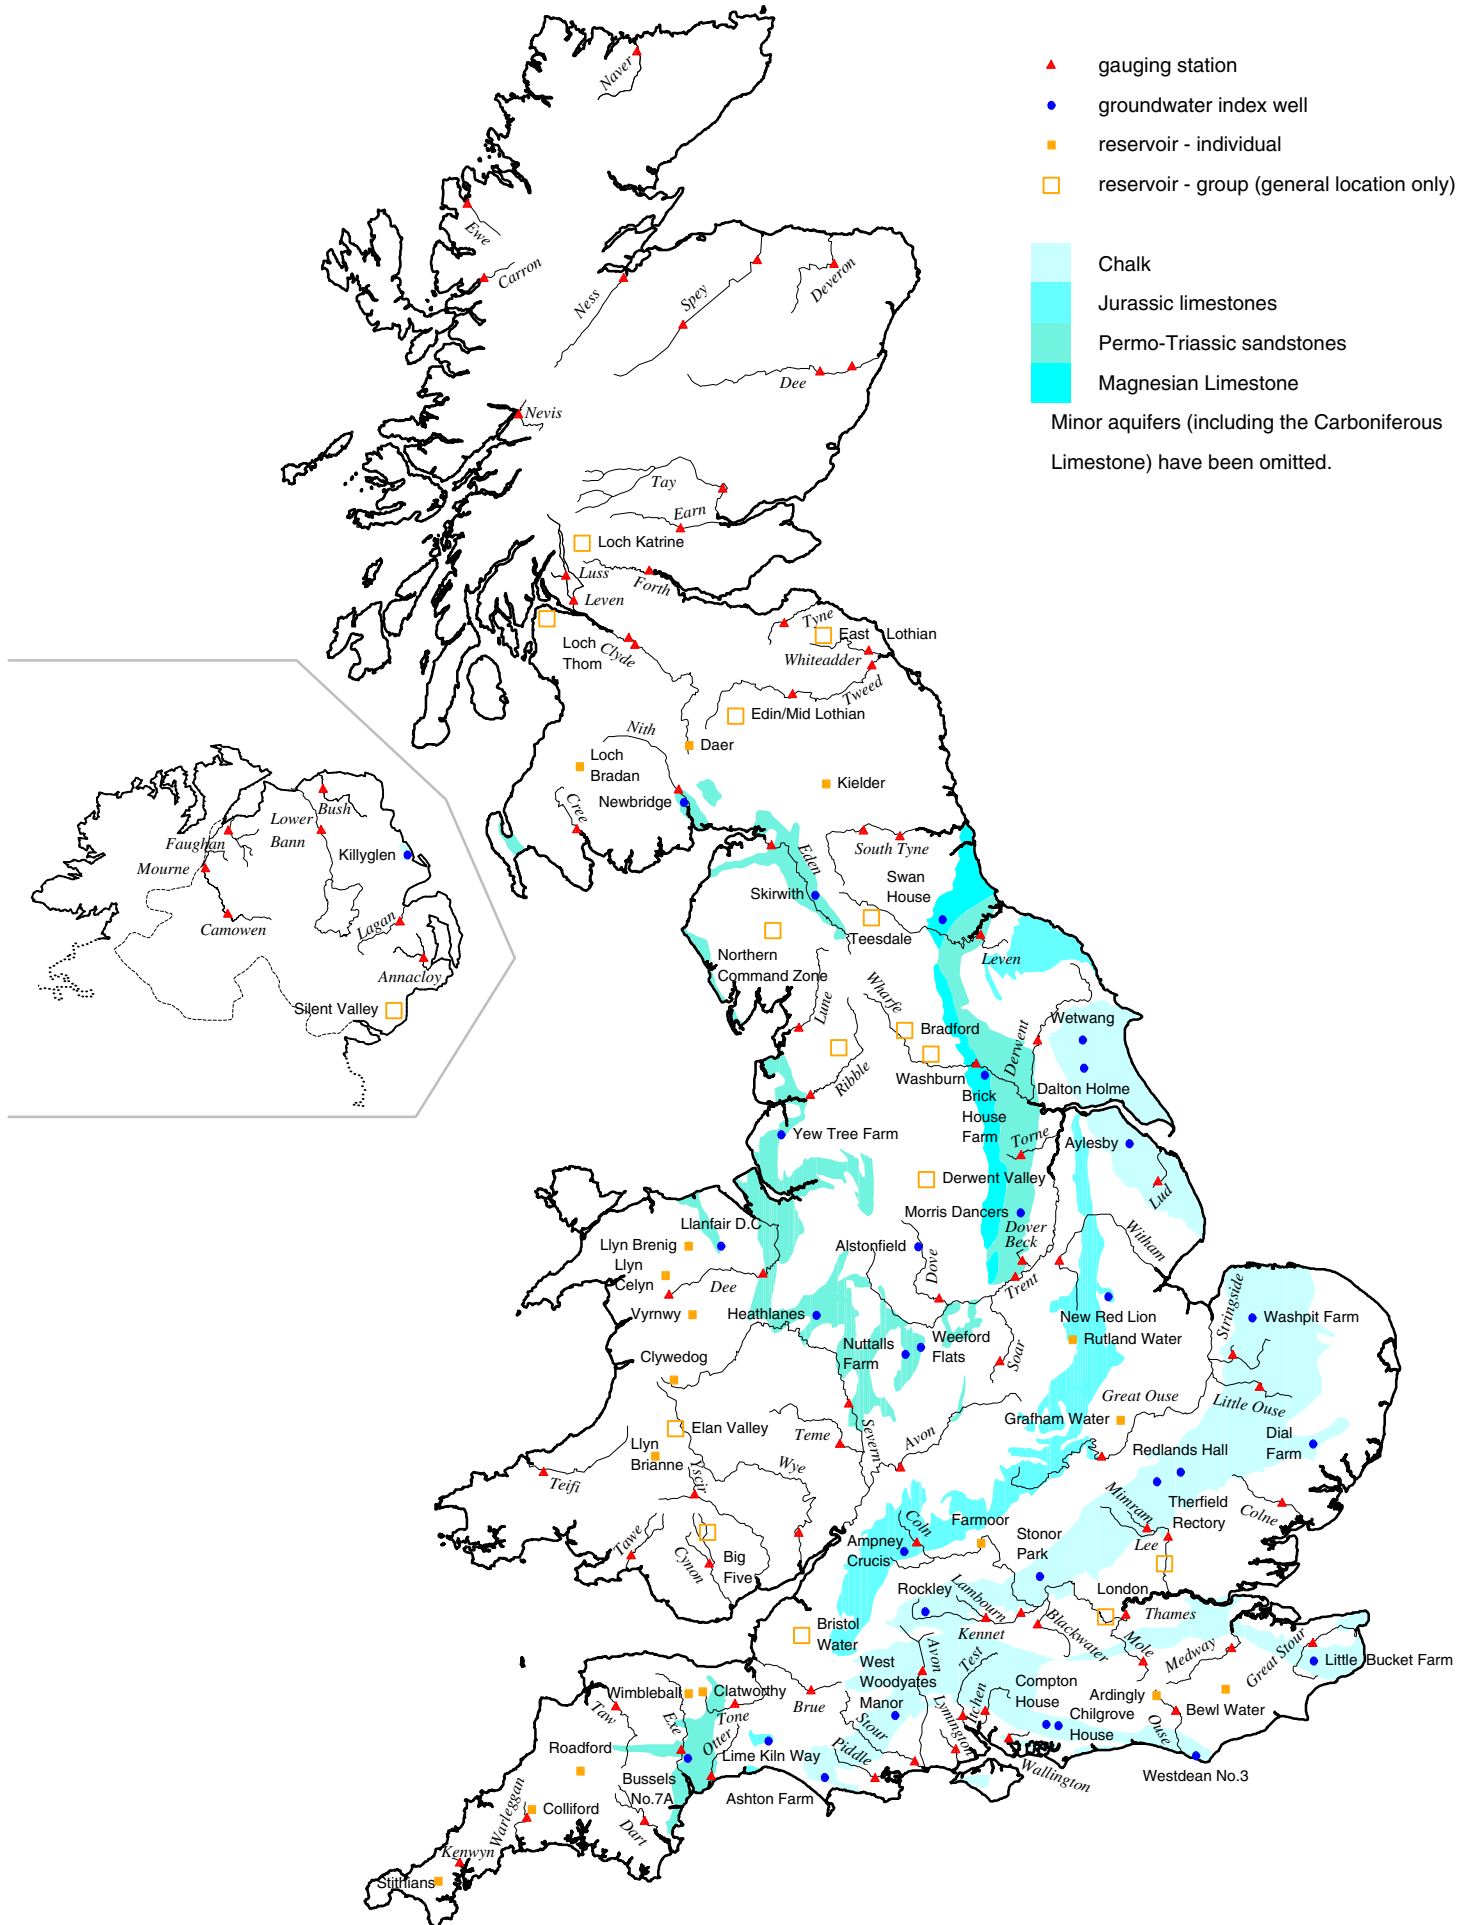 Naver
gauging station
groundwater index well
reservoir - individual
reservoir - group (general location only)
Ewe
Carron
Ness
Spey
Deveron
Chalk
Jurassic limestones
Permo-Triassic sandstones
Magnesian Limestone
Minor aquifers (including the Carboniferous
Limestone) have been omitted.
Dee
Nevis
Tay
Earn
Loch Katrine
Luss
Forth
Leven
Loch
Thom
Clyde
Tyne
East Lothian
Whiteadder
Tweed
Edin/Mid Lothian
Nith
Daer
Loch
Bradan
Kielder
Newbridge
Cree
Bush
Lower
Bann
Faughan
Killyglen
Mourne
Camowen
Lagan
Annacloy
Silent Valley
Eden
South Tyne
Swan
House
Skirwith
Teesdale
Leven
Northern
Command Zone
Lune
Wharfe
Bradford
Wetwang
Derwent
Ribble
Washburn
Dalton Holme
Brick
House
Farm
Yew Tree Farm
Torne
Aylesby
Derwent Valley
Lud
Morris Dancers
Dover
Beck
Witham
Llanfair D.C
Llyn Brenig
Alstonfield
Llyn
Celyn
Dee
Dove
Trent
Vyrnwy
Heathlanes
New Red Lion
Stringside
Washpit Farm
Nuttalls
Farm
Weeford
Flats
Rutland Water
Soar
Clywedog
Great Ouse
Little Ouse
Elan Valley
Grafham Water
Teme
Severn
Avon
Dial
Farm
Llyn
Brianne
Redlands Hall
Yscir
Wye
Teifi
Mimram
Therfield
Rectory
Colne
Coln
Farmoor
Stonor
Park
Tawe
Cynon
Big
Five
Ampney
Crucis
Lee
Rockley
Lambourn
London
Thames
Kennet
Blackwater
Bristol
Water
Mole
Medway
Great Stour
Little Bucket Farm
Avon
Test
West
Woodyates
Manor
Compton
House
Wimbleball
Clatworthy
Brue
Itchen
Ardingly
Chilgrove
House
Bewl Water
Taw
Exe
Tone
Otter
Stour
Lymington
Ouse
Roadford
Lime Kiln Way
Piddle
Wallington
Westdean No.3
Bussels
No.7A
Ashton Farm
Warleggan
Colliford
Dart
Kenwyn
Stithians